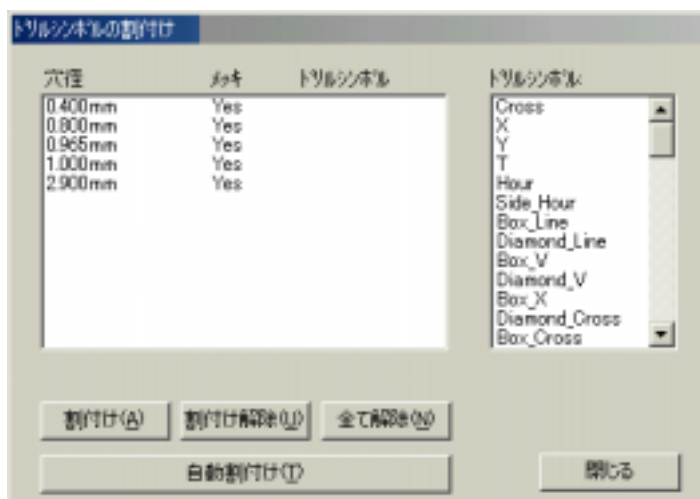 ﾄﾞﾘﾙｼﾝﾎﾞﾙの割付け
穴径 ﾒｯｷ ﾄﾞﾘﾙｼﾝﾎﾞﾙ
0.400mm Yes
0.800mm Yes
0.965mm Yes
1.000mm Yes
2.900mm Yes
ﾄﾞﾘﾙｼﾝﾎﾞﾙ:
Cross
X
Y
T
Hour
Side_Hour
Box_Line
Diamond_Line
Box_V
Diamond_V
Box_X
Diamond_Cross
Box_Cross
割付け(A) 割付け解除(U) 全て解除(N)
自動割付け(T) 閉じる